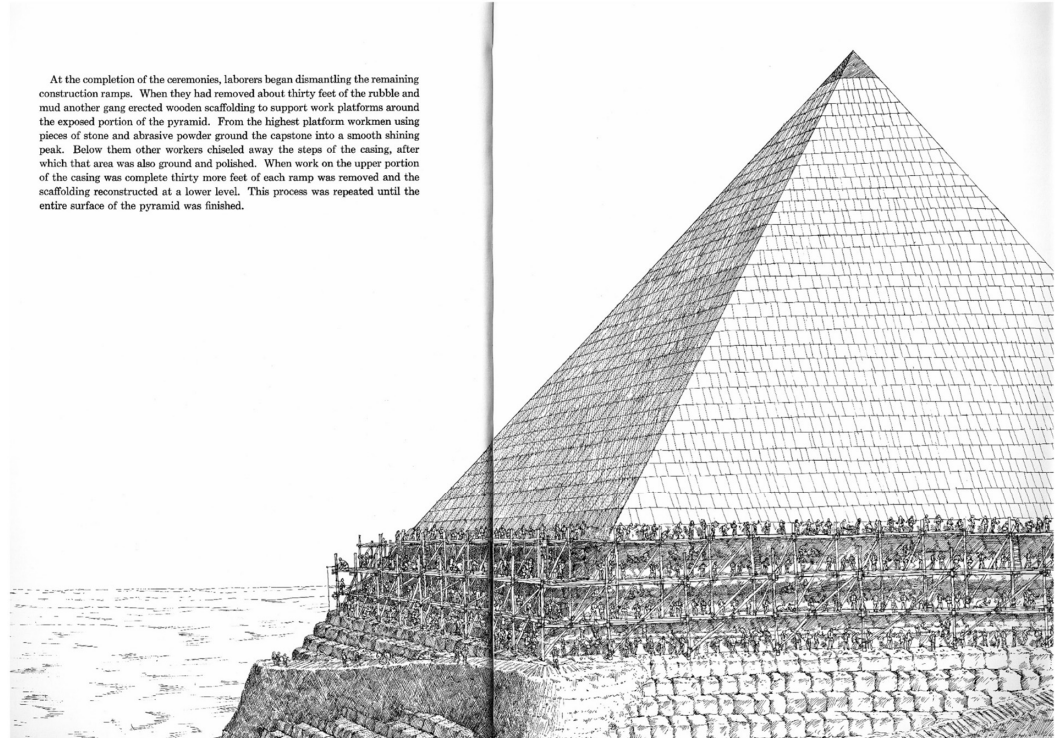 At the completion of the ceremonies, laborers began dismantling the remaining
construction ramps. When they had removed about thirty feet of the rubble and
mud another gang erected wooden scaffolding to support work platforms around
the exposed portion of the pyramid. From the highest platform workmen using
pieces of stone and abrasive powder ground the capstone into a smooth shining
peak. Below them other workers chiseled away the steps of the casing, after
which that area was also ground and polished. When work on the upper portion
of the casing was complete thirty more feet of each ramp was removed and the
scaffolding reconstructed at a lower level. This process was repeated until the
entire surface of the pyramid was finished.